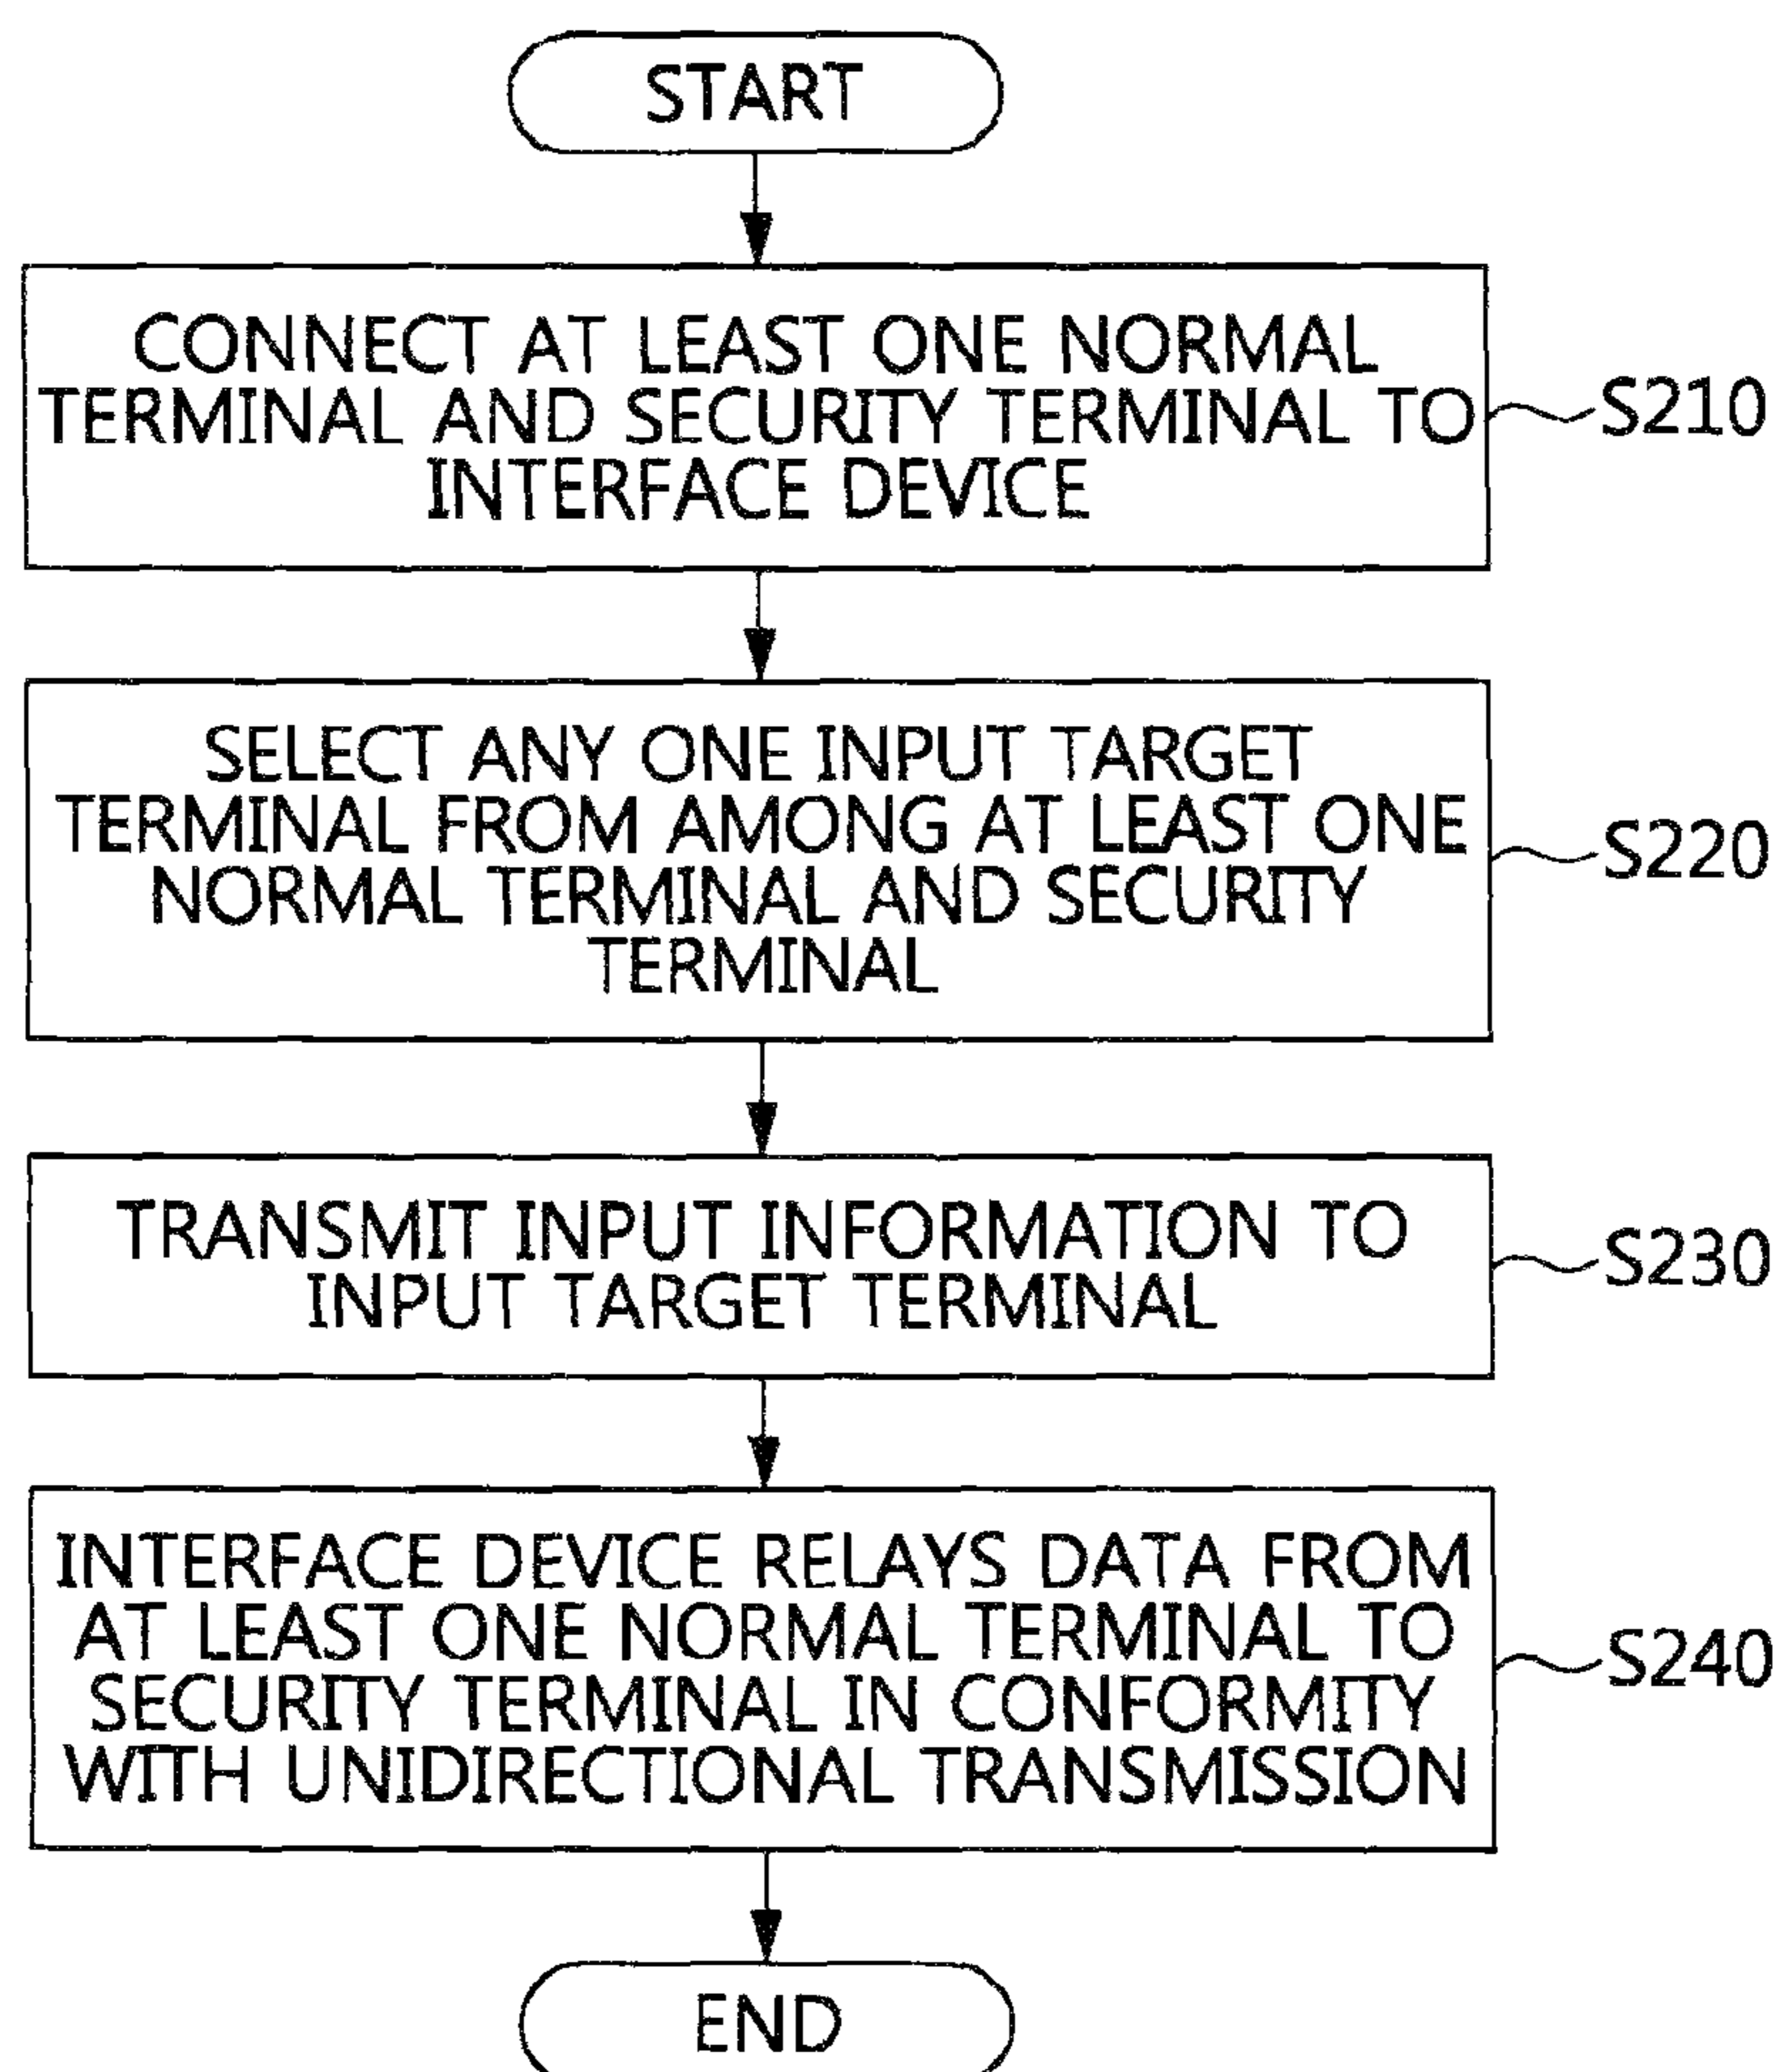 START
CONNECT AT LEAST ONE NORMAL
TERMINAL AND SECURITY TERMINAL TO
INTERFACE DEVICE
S210
SELECT ANY ONE INPUT TARGET
TERMINAL FROM AMONG AT LEAST ONE
NORMAL TERMINAL AND SECURITY
TERMINAL
S220
TRANSMIT INPUT INFORMATION TO
INPUT TARGET TERMINAL
S230
INTERFACE DEVICE RELAYS DATA FROM
AT LEAST ONE NORMAL TERMINAL TO
SECURITY TERMINAL IN CONFORMITY
WITH UNIDIRECTIONAL TRANSMISSION
S240
END